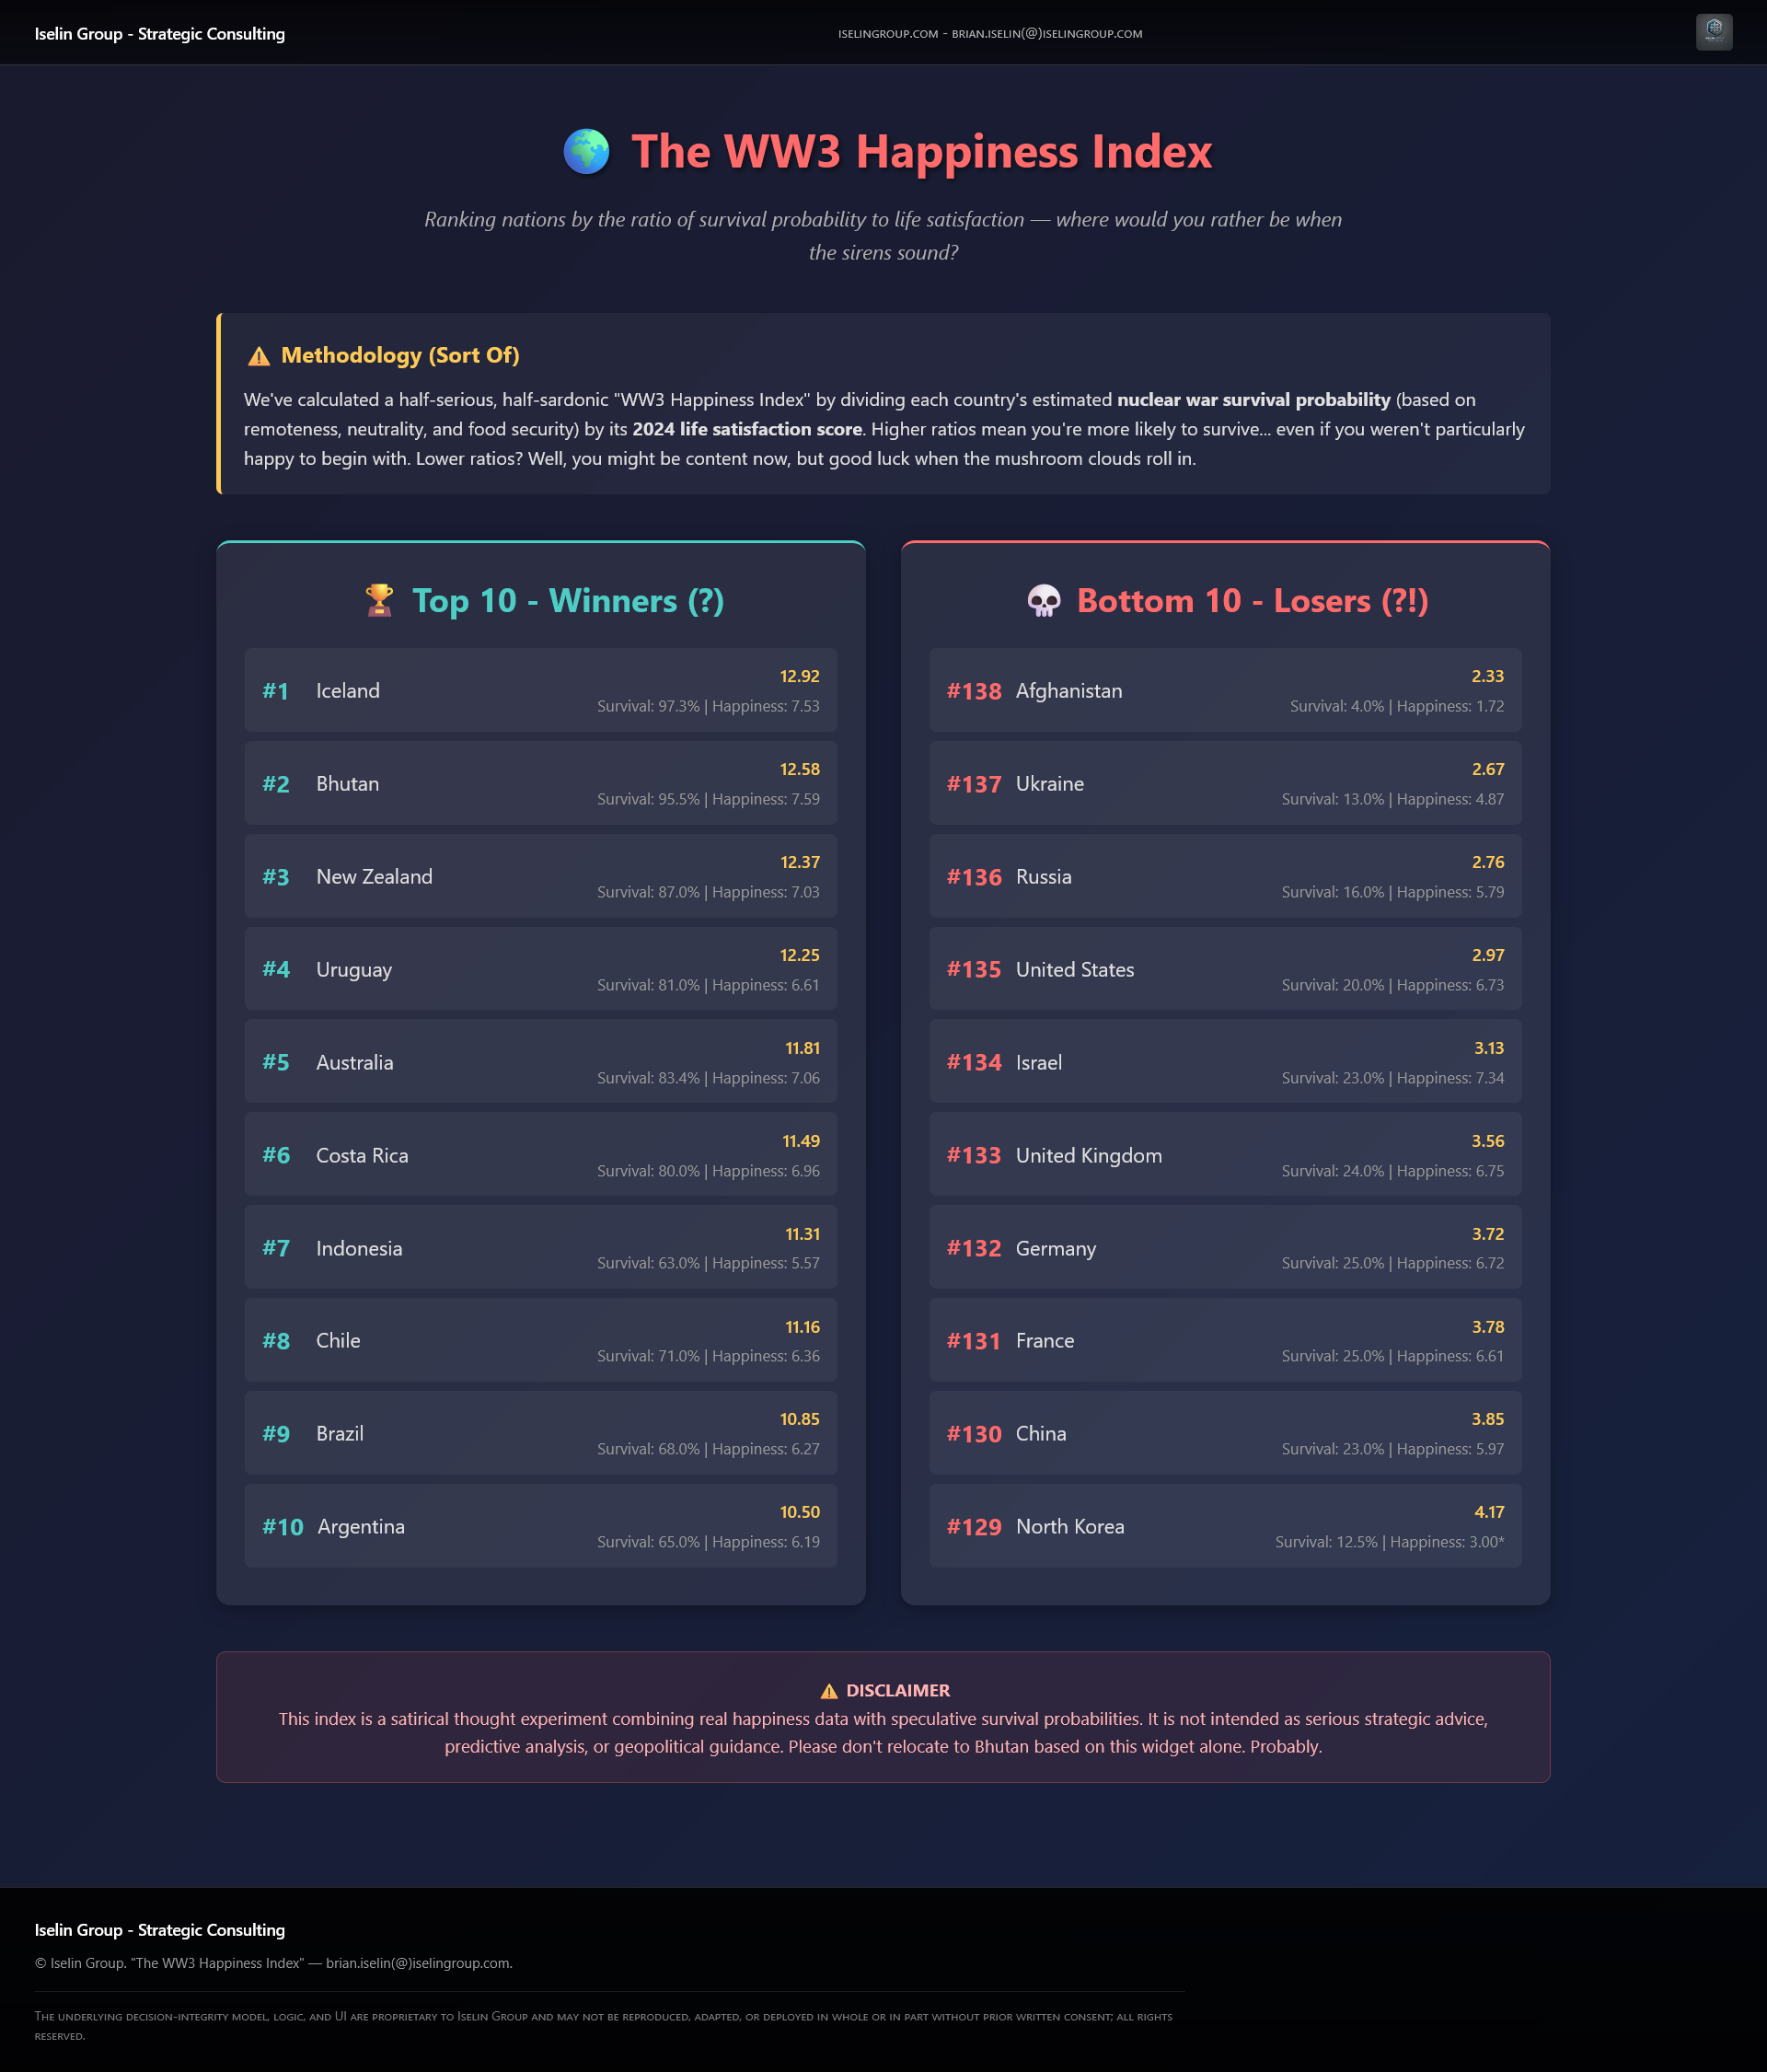 Iselin Group - Strategic Consulting
ISELINGROUP.COM - BRIAN.ISELIN(@)ISELINGROUP.COM
The WW3 Happiness Index
Ranking nations by the ratio of survival probability to life satisfaction — where would you rather be when
the sirens sound?
Methodology (Sort Of)
We've calculated a half-serious, half-sardonic "WW3 Happiness Index" by dividing each country's estimated nuclear war survival probability (based on
remoteness, neutrality, and food security) by its 2024 life satisfaction score. Higher ratios mean you're more likely to survive... even if you weren't particularly
happy to begin with. Lower ratios? Well, you might be content now, but good luck when the mushroom clouds roll in.
Top 10 - Winners (?)
#1 Iceland
12.92
Survival: 97.3% | Happiness: 7.53
#2 Bhutan
12.58
Survival: 95.5% | Happiness: 7.59
#3 New Zealand
12.37
Survival: 87.0% | Happiness: 7.03
#4 Uruguay
12.25
Survival: 81.0% | Happiness: 6.61
#5 Australia
11.81
Survival: 83.4% | Happiness: 7.06
#6 Costa Rica
11.49
Survival: 80.0% | Happiness: 6.96
#7 Indonesia
11.31
Survival: 63.0% | Happiness: 5.57
#8 Chile
11.16
Survival: 71.0% | Happiness: 6.36
#9 Brazil
10.85
Survival: 68.0% | Happiness: 6.27
#10 Argentina
10.50
Survival: 65.0% | Happiness: 6.19
Bottom 10 - Losers (?!)
#138 Afghanistan
2.33
Survival: 4.0% | Happiness: 1.72
#137 Ukraine
2.67
Survival: 13.0% | Happiness: 4.87
#136 Russia
2.76
Survival: 16.0% | Happiness: 5.79
#135 United States
2.97
Survival: 20.0% | Happiness: 6.73
#134 Israel
3.13
Survival: 23.0% | Happiness: 7.34
#133 United Kingdom
3.56
Survival: 24.0% | Happiness: 6.75
#132 Germany
3.72
Survival: 25.0% | Happiness: 6.72
#131 France
3.78
Survival: 25.0% | Happiness: 6.61
#130 China
3.85
Survival: 23.0% | Happiness: 5.97
#129 North Korea
4.17
Survival: 12.5% | Happiness: 3.00*
DISCLAIMER
This index is a satirical thought experiment combining real happiness data with speculative survival probabilities. It is not intended as serious strategic advice,
predictive analysis, or geopolitical guidance. Please don't relocate to Bhutan based on this widget alone. Probably.
Iselin Group - Strategic Consulting
© Iselin Group. "The WW3 Happiness Index" — brian.iselin(@)iselingroup.com.
The underlying decision-integrity model, logic, and UI are proprietary to Iselin Group and may not be reproduced, adapted, or deployed in whole or in part without prior written consent; all rights
reserved.